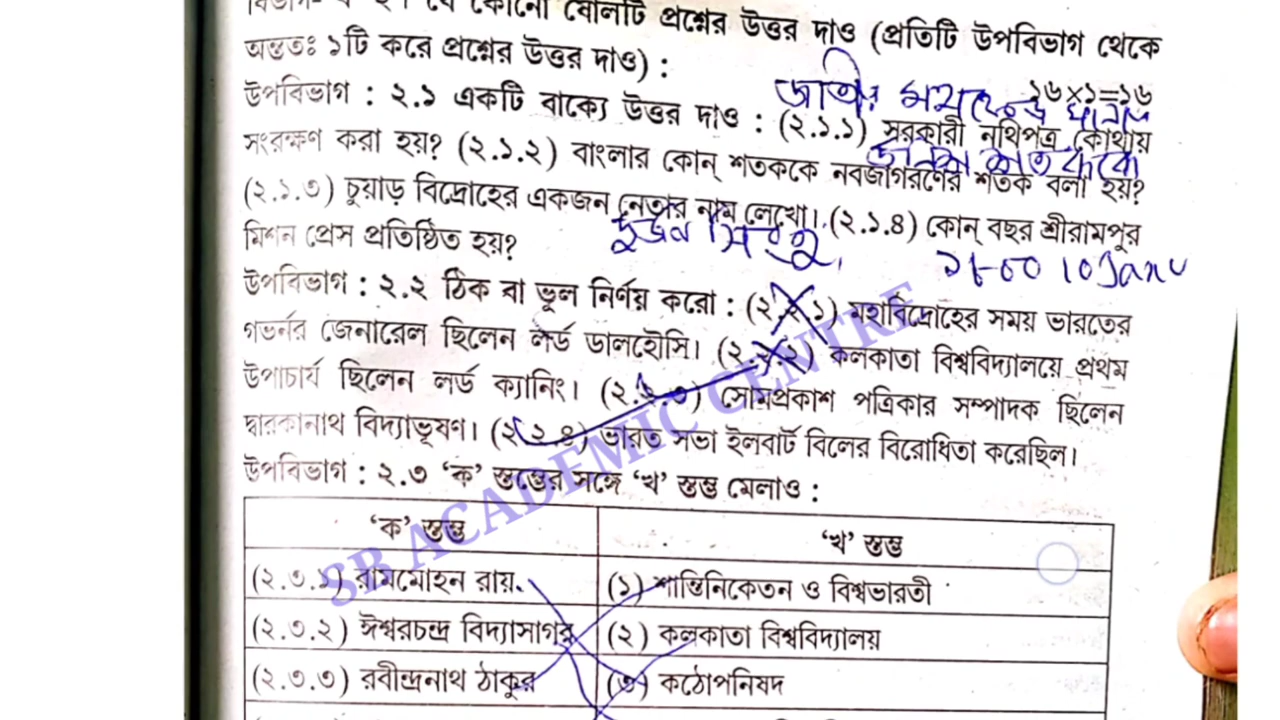 বিভাগ- খ ২। যে কোনো ষোলটি প্রশ্নের উত্তর দাও (প্রতিটি উপবিভাগ থেকে
অন্ততঃ ১টি করে প্রশ্নের উত্তর দাও) :
১৬×১=১৬
উপবিভাগ : ২.১ একটি বাক্যে উত্তর দাও : (২.১.১) সরকারী নথিপত্র কোথায়
সংরক্ষণ করা হয়? (২.১.২) বাংলার কোন্ শতককে নবজাগরণের শতক বলা হয়?
(২.১.৩) চুয়াড় বিদ্রোহের একজন নেতার নাম লেখো। (২.১.৪) কোন্ বছর শ্রীরামপুর
মিশন প্রেস প্রতিষ্ঠিত হয়?
১৮০০ 10 Janu
উপবিভাগ : ২.২ ঠিক বা ভুল নির্ণয় করো : (২.২.১) মহাবিদ্রোহের সময় ভারতের
গভর্নর জেনারেল ছিলেন লর্ড ডালহৌসি। (২.২.২) কলকাতা বিশ্ববিদ্যালয়ে প্রথম
উপাচার্য ছিলেন লর্ড ক্যানিং। (২.২.৩) সোমপ্রকাশ পত্রিকার সম্পাদক ছিলেন
দ্বারকানাথ বিদ্যাভূষণ। (২.২.৪) ভারত সভা ইলবার্ট বিলের বিরোধিতা করেছিল।
উপবিভাগ : ২.৩ ‘ক’ স্তম্ভের সঙ্গে ‘খ’ স্তম্ভ মেলাও :
‘ক’ স্তম্ভ ‘খ’ স্তম্ভ
(২.৩.১) রামমোহন রায় (১) শান্তিনিকেতন ও বিশ্বভারতী
(২.৩.২) ঈশ্বরচন্দ্র বিদ্যাসাগর (২) কলকাতা বিশ্ববিদ্যালয়
(২.৩.৩) রবীন্দ্রনাথ ঠাকুর (৩) কঠোপনিষদ
SB ACADEMIC CENTRE